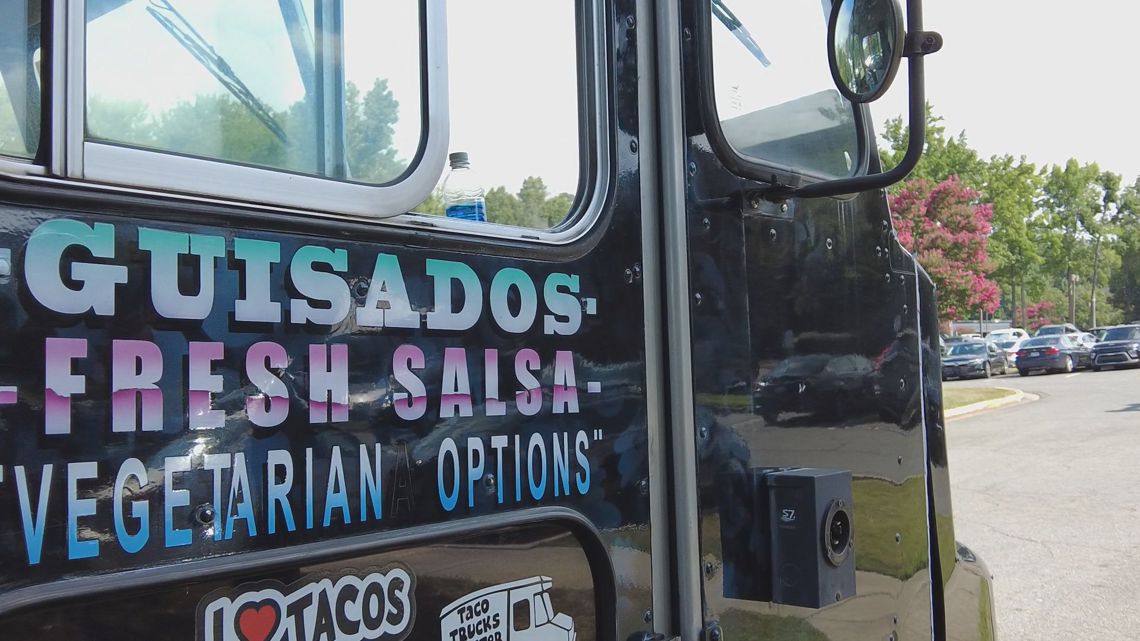 -GUISADOS-
-FRESH SALSA-
"VEGETARIAN OPTIONS"
I ❤ TACOS
Taco
TRUCKS